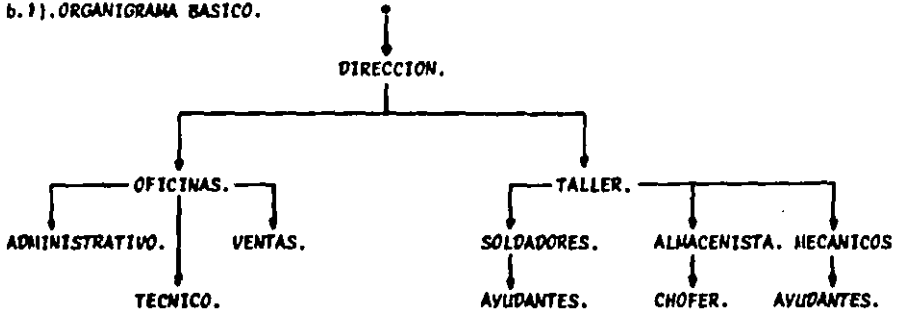 b.1).ORGANIGRAMA BASICO.
DIRECCION.
OFICINAS. TALLER.
ADMINISTRATIVO. VENTAS. SOLDADORES. ALMACENISTA. MECANICOS
TECNICO. AYUDANTES. CHOFER. AYUDANTES.